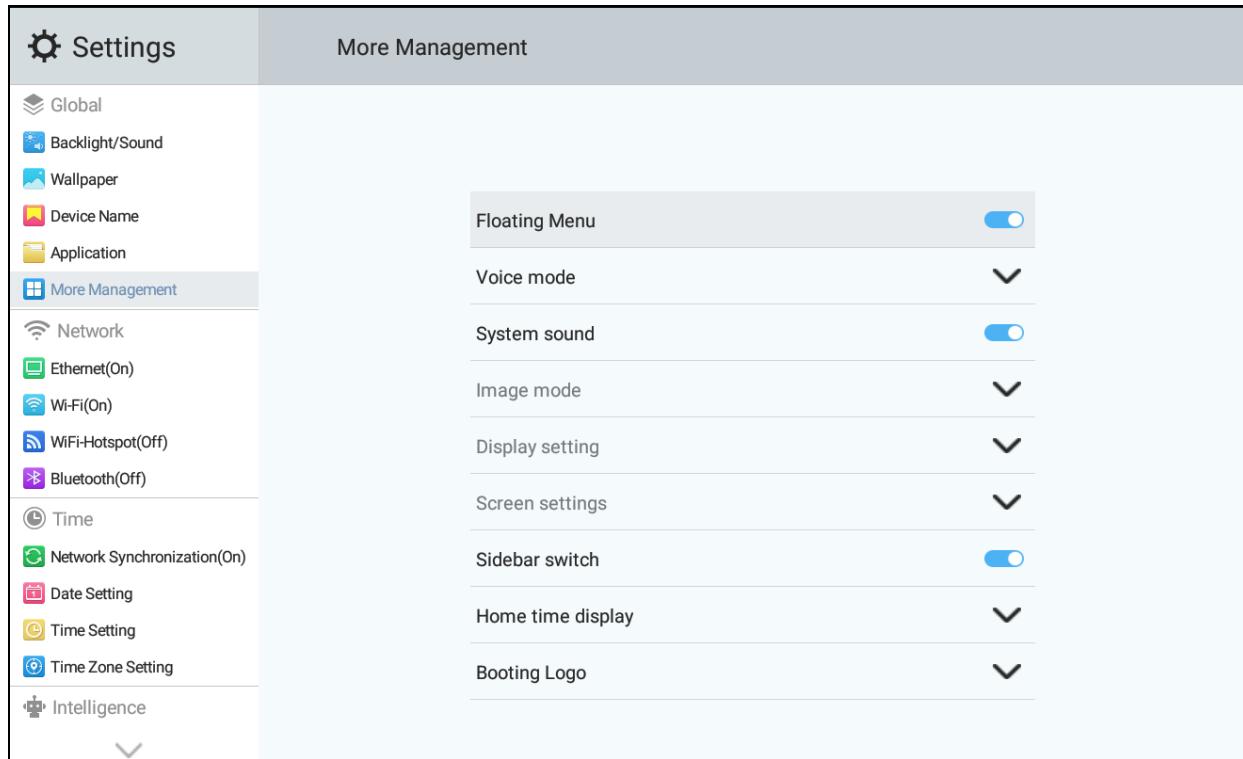 Settings
More Management
Global
Backlight/Sound
Wallpaper
Device Name
Application
More Management
Network
Ethernet(On)
Wi-Fi(On)
WiFi-Hotspot(Off)
Bluetooth(Off)
Time
Network Synchronization(On)
Date Setting
Time Setting
Time Zone Setting
Intelligence
Floating Menu
Voice mode
System sound
Image mode
Display setting
Screen settings
Sidebar switch
Home time display
Booting Logo